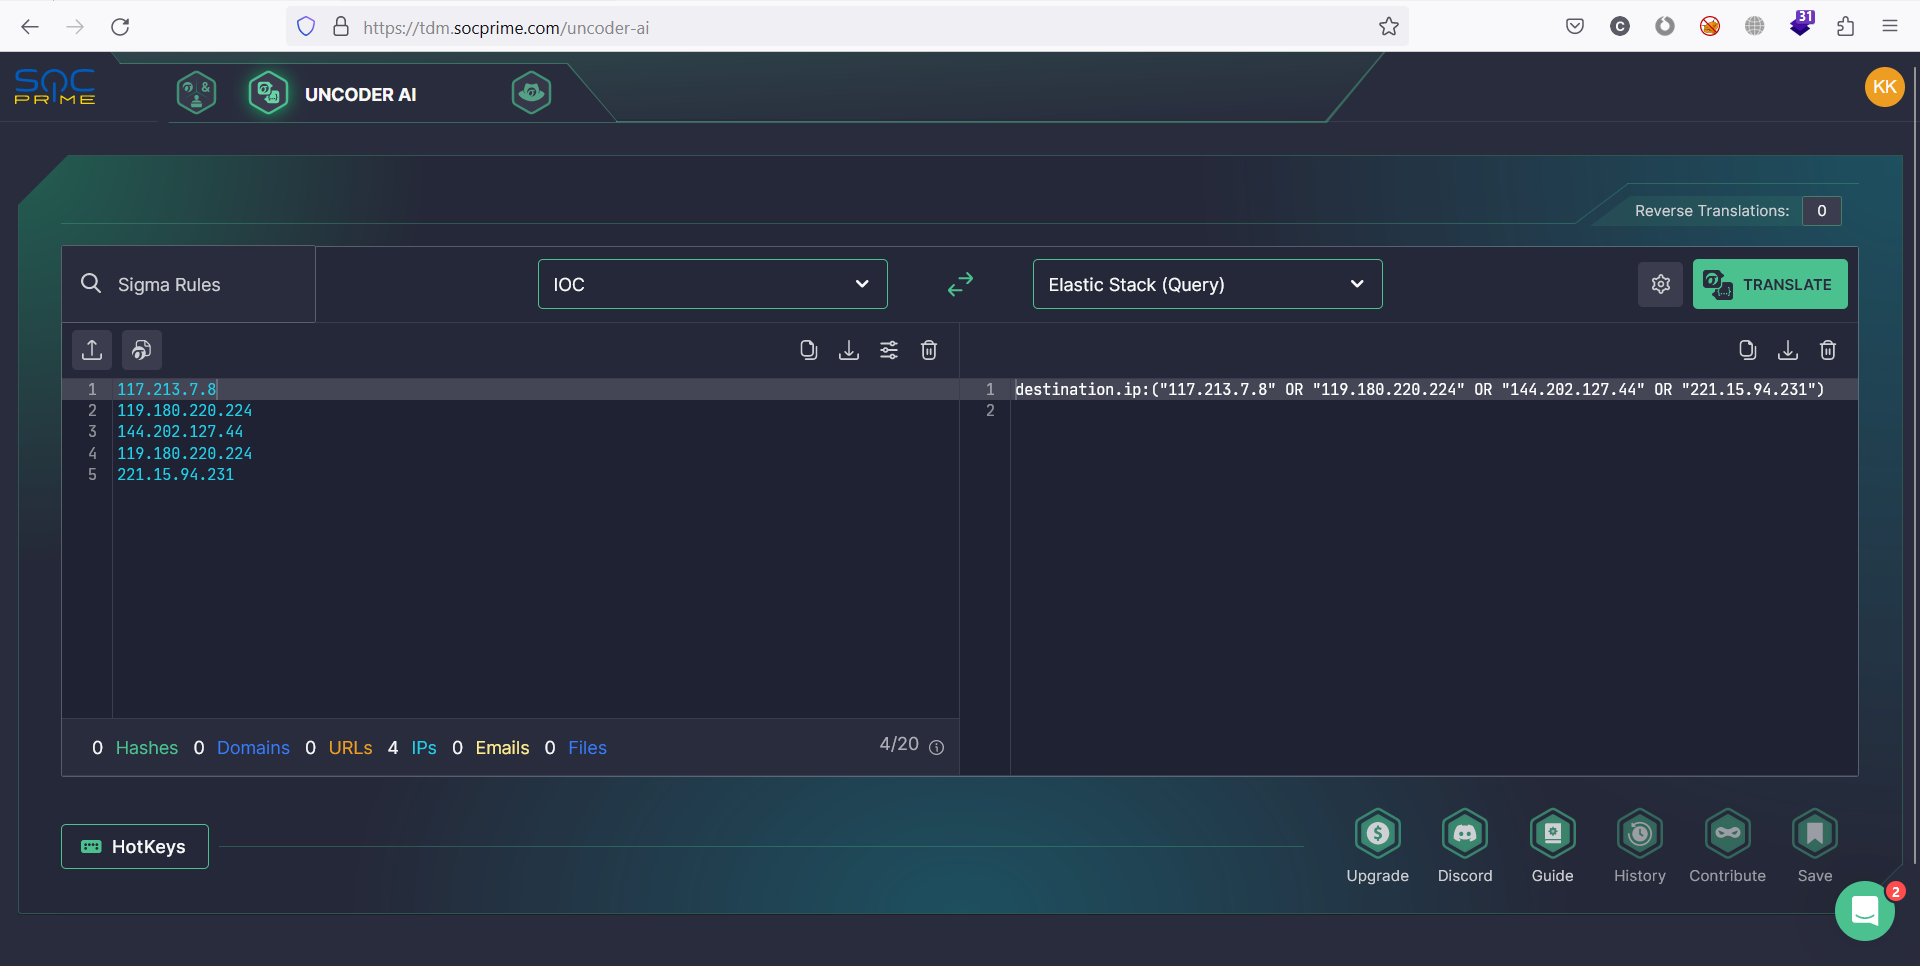 https://tdm.socprime.com/uncoder-ai
31
SOC
PRIME
UNCODER AI
KK
Reverse Translations: 0
Sigma Rules
IOC
Elastic Stack (Query)
TRANSLATE
1 117.213.7.8
2 119.180.220.224
3 144.202.127.44
4 119.180.220.224
5 221.15.94.231
1 destination.ip:("117.213.7.8" OR "119.180.220.224" OR "144.202.127.44" OR "221.15.94.231")
2
0 Hashes 0 Domains 0 URLs 4 IPs 0 Emails 0 Files
4/20
HotKeys
Upgrade
Discord
Guide
History
Contribute
Save
2